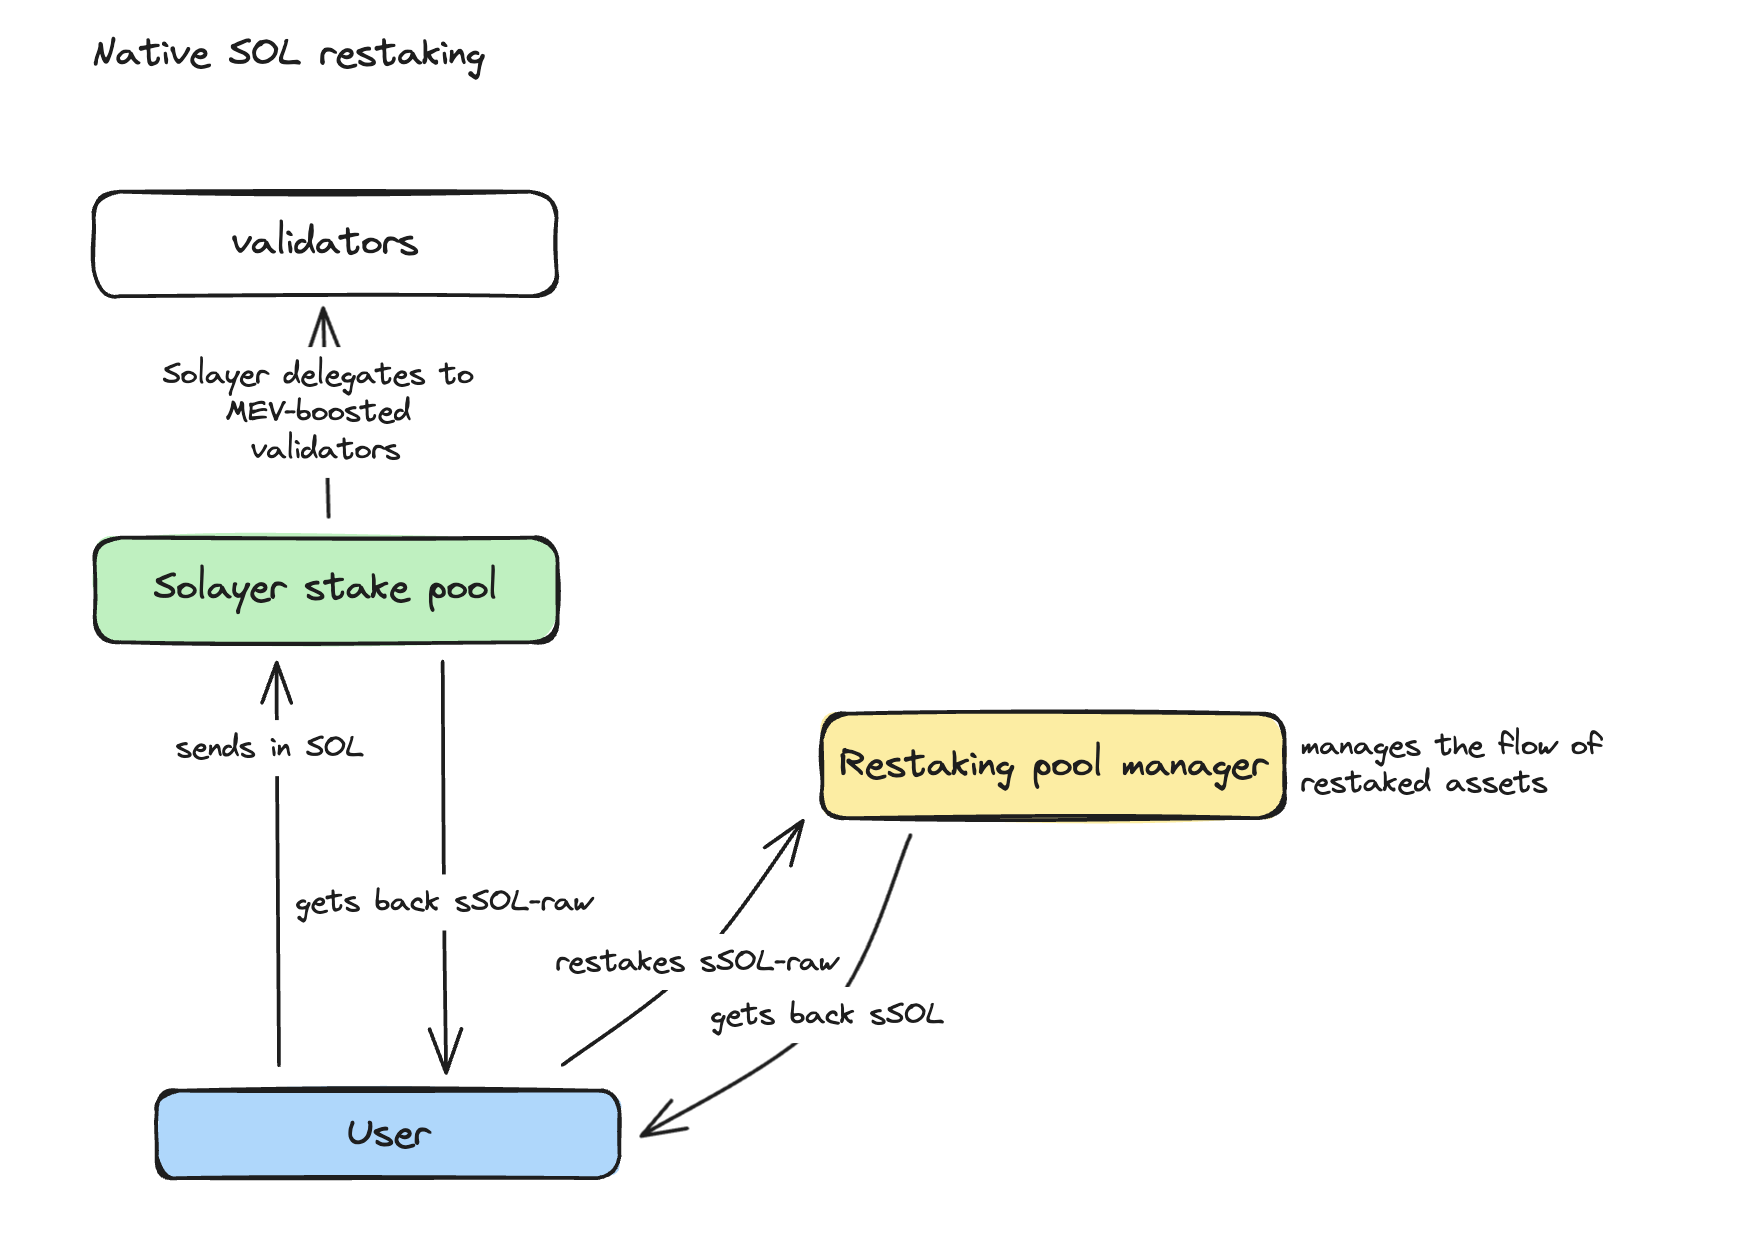 Native SOL restaking
validators
Solayer delegates to
MEV-boosted
validators
Solayer stake pool
sends in SOL
Restaking pool manager
manages the flow of
restaked assets
gets back sSOL-raw
restakes sSOL-raw
gets back sSOL
User